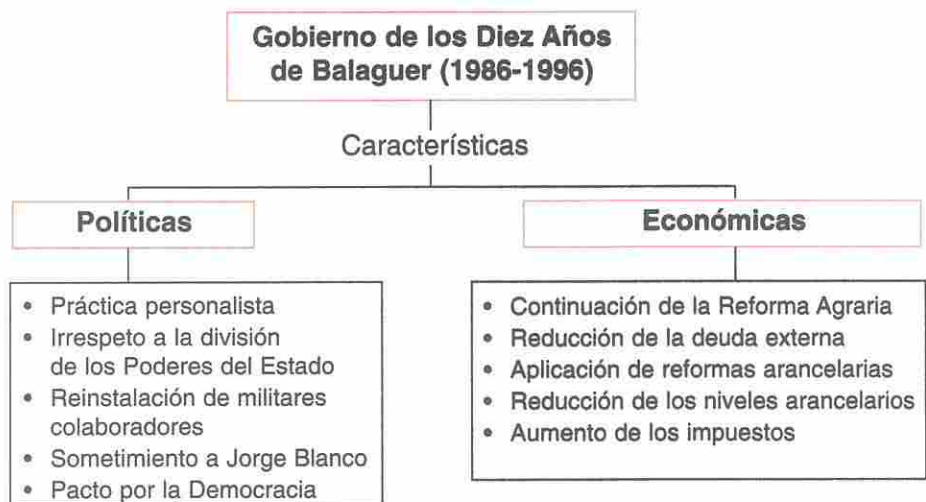 Gobierno de los Diez Años
de Balaguer (1986-1996)
Características
Políticas
• Práctica personalista
• Irrespeto a la división
de los Poderes del Estado
• Reinstalación de militares
colaboradores
• Sometimiento a Jorge Blanco
• Pacto por la Democracia
Económicas
• Continuación de la Reforma Agraria
• Reducción de la deuda externa
• Aplicación de reformas arancelarias
• Reducción de los niveles arancelarios
• Aumento de los impuestos